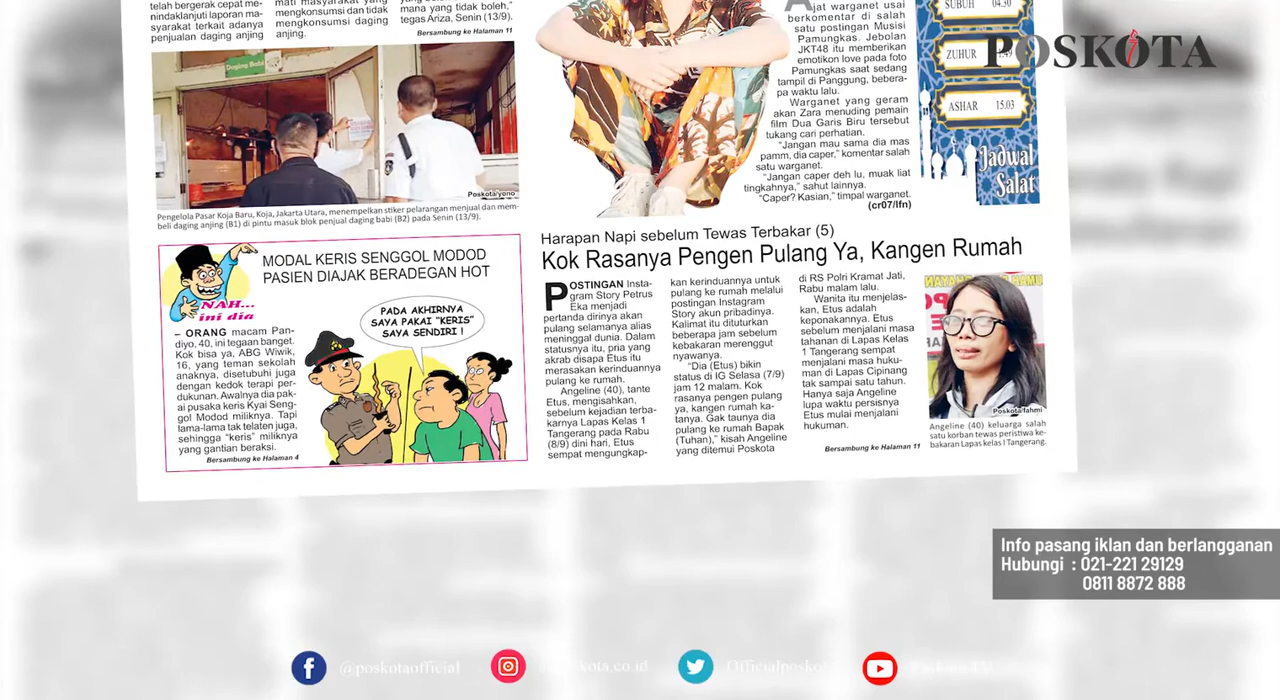 telah bergerak cepat me-
nindaklanjuti laporan ma-
syarakat terkait adanya
penjualan daging anjing
mengkonsumsi dan tidak
mengkonsumsi daging
anjing.
mana yang tidak boleh,"
tegas Ariza, Senin (13/9).
Bersambung ke Halaman 11
Daging Babi
Poskota/yono
Pengelola Pasar Koja Baru, Koja, Jakarta Utara, menempelkan stiker pelarangan menjual dan mem-
beli daging anjing (B1) di pintu masuk blok penjual daging babi (B2) pada Senin (13/9).
jat warganet usai
berkomentar di salah
satu postingan Musisi
Pamungkas. Jebolan
JKT48 itu memberikan
emotikon love pada foto
Pamungkas saat sedang
tampil di Panggung, bebera-
pa waktu lalu.
Warganet yang geram
akan Zara menuding pemain
film Dua Garis Biru tersebut
tukang cari perhatian.
"Jangan mau sama dia mas
pamm, dia caper," komentar salah
satu warganet.
"Jangan caper deh lu, muak liat
tingkahnya," sahut lainnya.
"Caper? Kasian," timpal warganet.
(cr07/lfn)
SUBUH 04.30
ZUHUR
ASHAR 15.03
Jadwal
Salat
POSKOTA
NAH...
ini dia
MODAL KERIS SENGGOL MODOD
PASIEN DIAJAK BERADEGAN HOT
– ORANG macam Pan-
diyo, 40, ini tegaan banget.
Kok bisa ya, ABG Wiwik,
16, yang teman sekolah
anaknya, disetubuhi juga
dengan kedok terapi per-
dukunan. Awalnya dia pak-
ai pusaka keris Kyai Seng-
gol Modod miliknya. Tapi
lama-lama tak telaten juga,
sehingga "keris" miliknya
yang gantian beraksi.
Bersambung ke Halaman 4
PADA AKHIRNYA
SAYA PAKAI "KERIS"
SAYA SENDIRI !
Harapan Napi sebelum Tewas Terbakar (5)
Kok Rasanya Pengen Pulang Ya, Kangen Rumah
POSTINGAN Insta-
gram Story Petrus
Eka menjadi
pertanda dirinya akan
pulang selamanya alias
meninggal dunia. Dalam
statusnya itu, pria yang
akrab disapa Etus itu
merasakan kerinduannya
pulang ke rumah.
Angeline (40), tante
Etus, mengisahkan,
sebelum kejadian terba-
karnya Lapas Kelas 1
Tangerang pada Rabu
(8/9) dini hari, Etus
sempat mengungkap-
kan kerinduannya untuk
pulang ke rumah melalui
postingan Instagram
Story akun pribadinya.
Kalimat itu dituturkan
beberapa jam sebelum
kebakaran merenggut
nyawanya.
"Dia (Etus) bikin
status di IG Selasa (7/9)
jam 12 malam. Kok
rasanya pengen pulang
ya, kangen rumah ka-
tanya. Gak taunya dia
pulang ke rumah Bapak
(Tuhan)," kisah Angeline
yang ditemui Poskota
di RS Polri Kramat Jati,
Rabu malam lalu.
Wanita itu menjelas-
kan, Etus adalah
keponakannya. Etus
sebelum menjalani masa
tahanan di Lapas Kelas
1 Tangerang sempat
menjalani masa huku-
man di Lapas Cipinang
tak sampai satu tahun.
Hanya saja Angeline
lupa waktu persisnya
Etus mulai menjalani
hukuman.
Bersambung ke Halaman 11
Poskota/fahmi
Angeline (40) keluarga salah
satu korban tewas peristiwa ke-
bakaran Lapas kelas I Tangerang.
Info pasang iklan dan berlangganan
Hubungi : 021-221 29129
0811 8872 888
@poskotaofficial